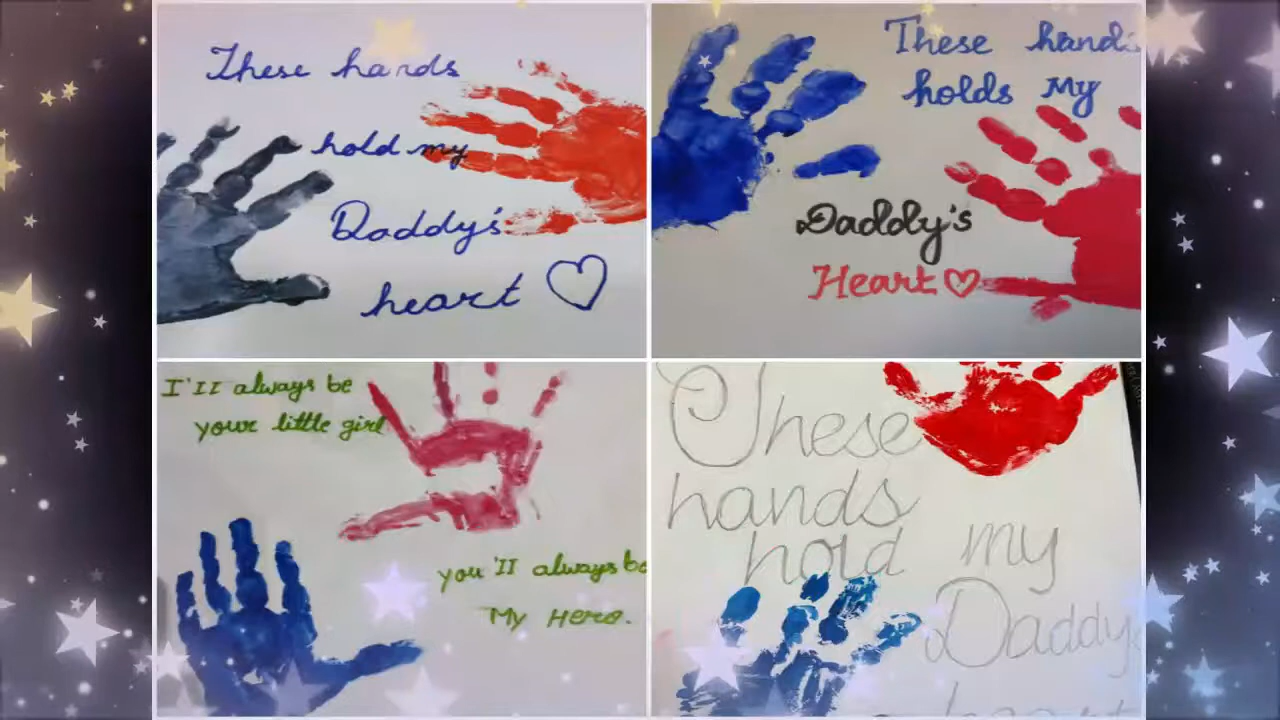 These hands
hold my
Daddy's
heart
These hands
holds My
Daddy's
Heart
I'll always be
your little girl
you'll always be
My Hero.
These
hands
hold my
Daddy's